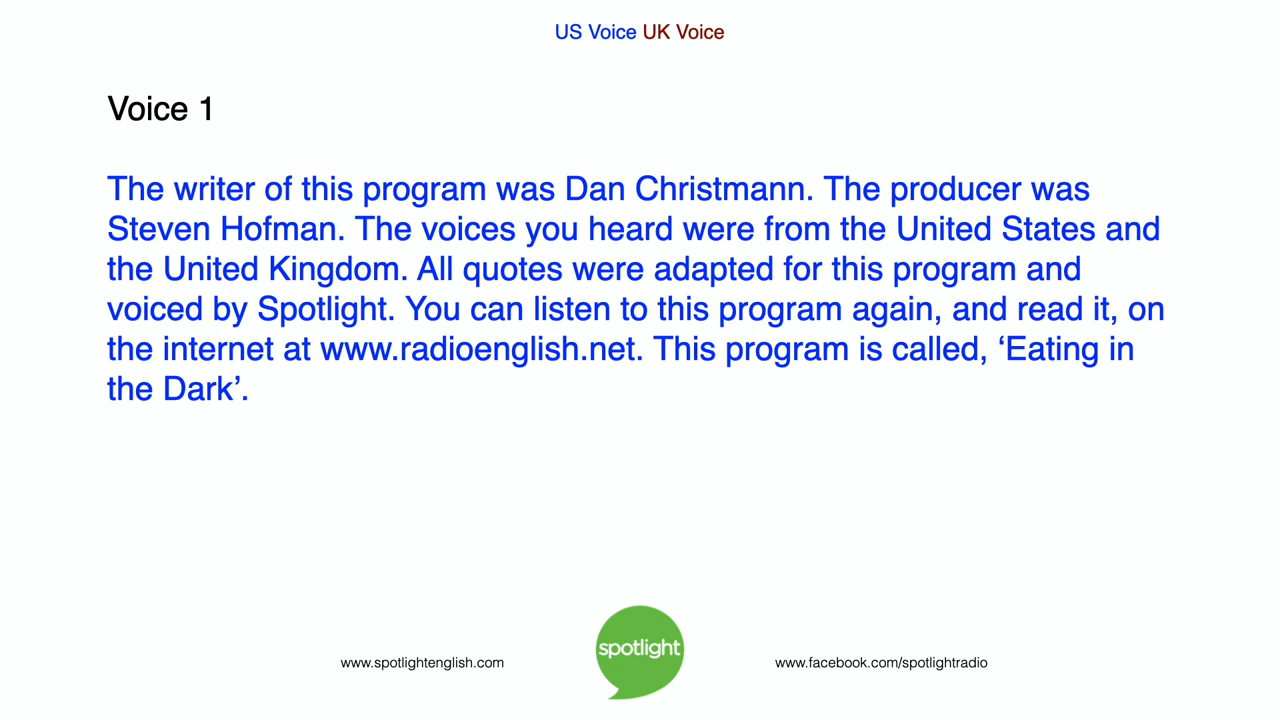 US Voice UK Voice
Voice 1
The writer of this program was Dan Christmann. The producer was
Steven Hofman. The voices you heard were from the United States and
the United Kingdom. All quotes were adapted for this program and
voiced by Spotlight. You can listen to this program again, and read it, on
the internet at www.radioenglish.net. This program is called, ‘Eating in
the Dark’.
spotlight
www.spotlightenglish.com
www.facebook.com/spotlightradio